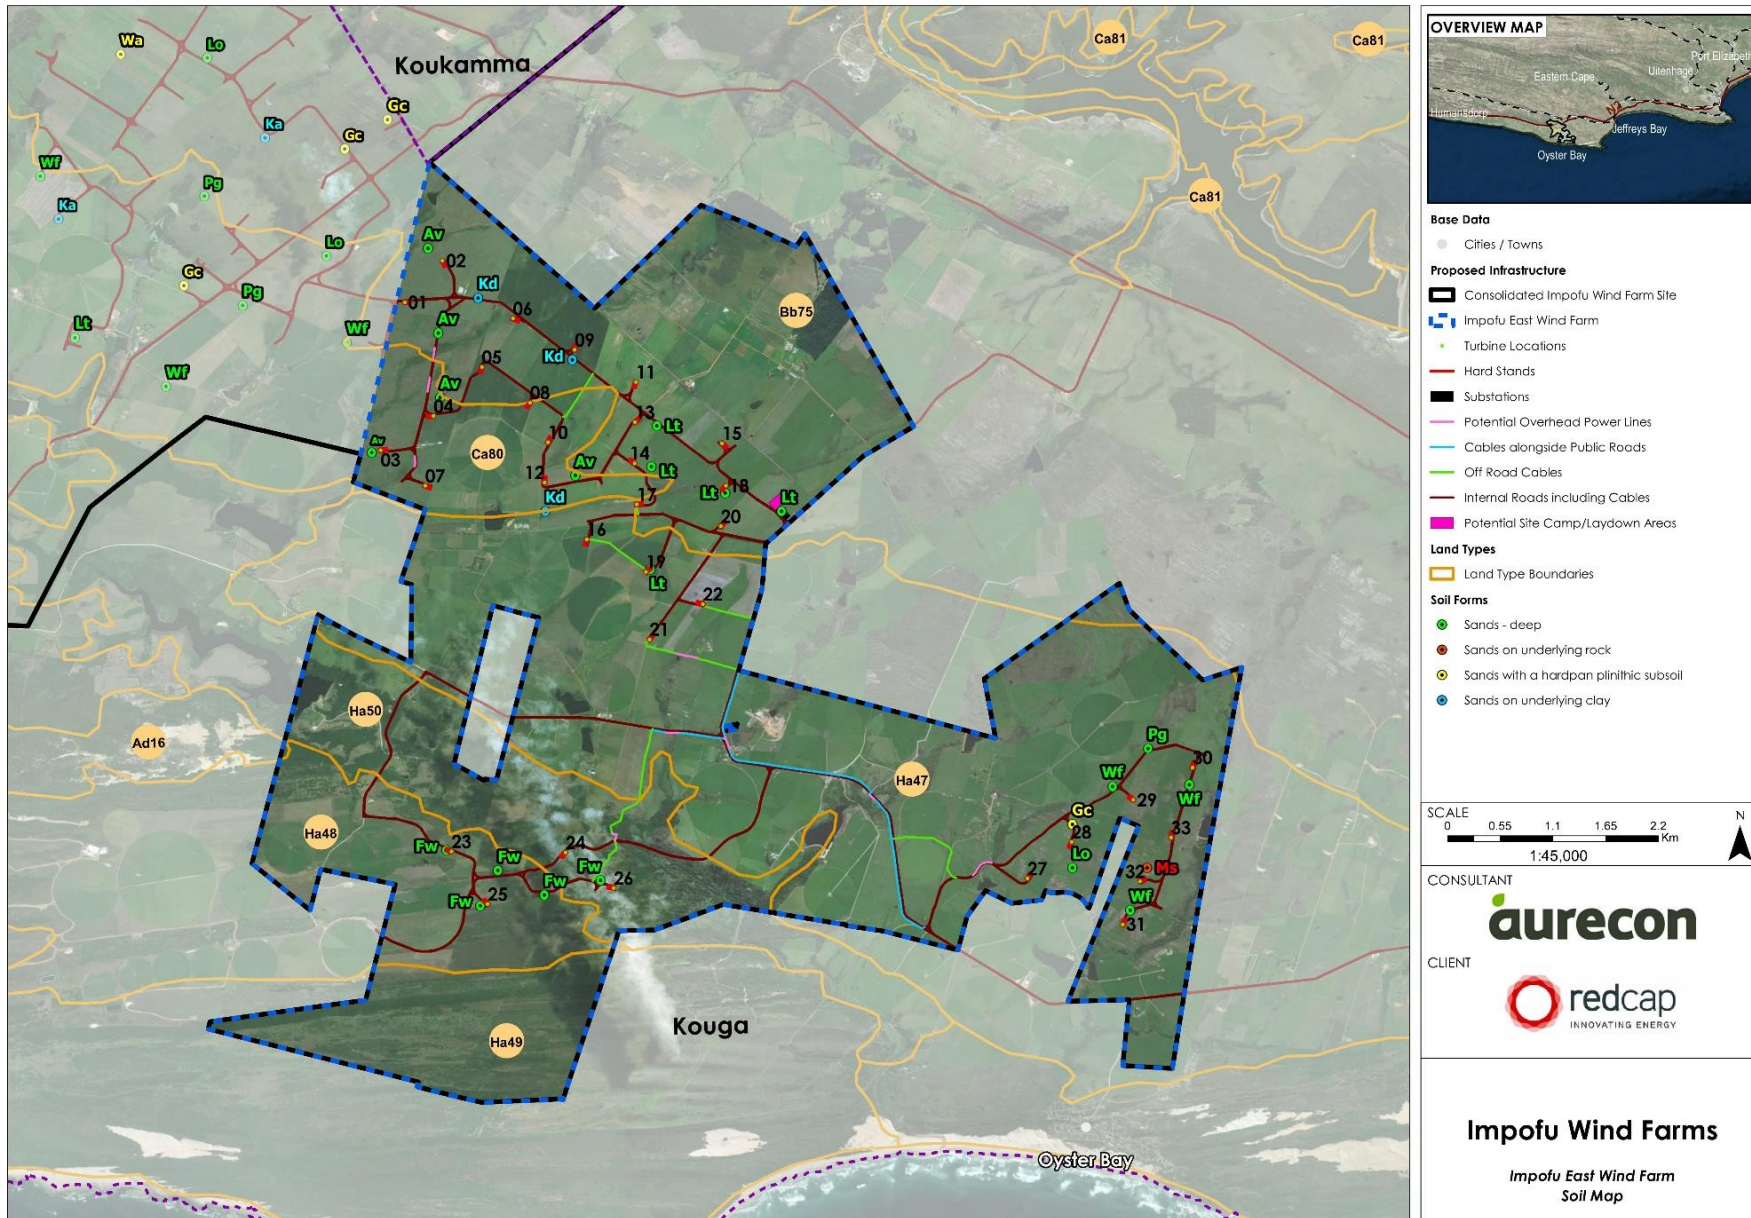 Koukamma
Wa
Lo
Gc
Ka
Gc
Wf
Pg
Ka
Lo
Gc
Pg
Lt
Wf
Wf
Ca81
Ca81
Ca81
Av
02
01
Kd
06
Av
Bb75
Kd
09
05
Av
04
08
11
13
Lt
15
Av
03
Ca80
10
14
Lt
07
12
Av
Lt
18
Lt
Kd
17
16
20
19
Lt
22
21
Ha50
Ad16
Ha48
Ha47
Pg
30
Wf
29
Wf
Gc
28
33
Lo
27
32
Ms
Wf
31
23
Fw
24
Fw
Fw
26
Fw
25
Fw
Ha49
Kouga
Oyster Bay
OVERVIEW MAP
Port Elizabeth
Uitenhage
Eastern Cape
Humansdorp
N2
Jeffreys Bay
Oyster Bay
Base Data
Cities / Towns
Proposed Infrastructure
Consolidated Impofu Wind Farm Site
Impofu East Wind Farm
Turbine Locations
Hard Stands
Substations
Potential Overhead Power Lines
Cables alongside Public Roads
Off Road Cables
Internal Roads including Cables
Potential Site Camp/Laydown Areas
Land Types
Land Type Boundaries
Soil Forms
Sands - deep
Sands on underlying rock
Sands with a hardpan plinithic subsoil
Sands on underlying clay
SCALE
0 0.55 1.1 1.65 2.2
Km
1:45,000
N
CONSULTANT
aurecon
CLIENT
redcap
INNOVATING ENERGY
Impofu Wind Farms
Impofu East Wind Farm
Soil Map